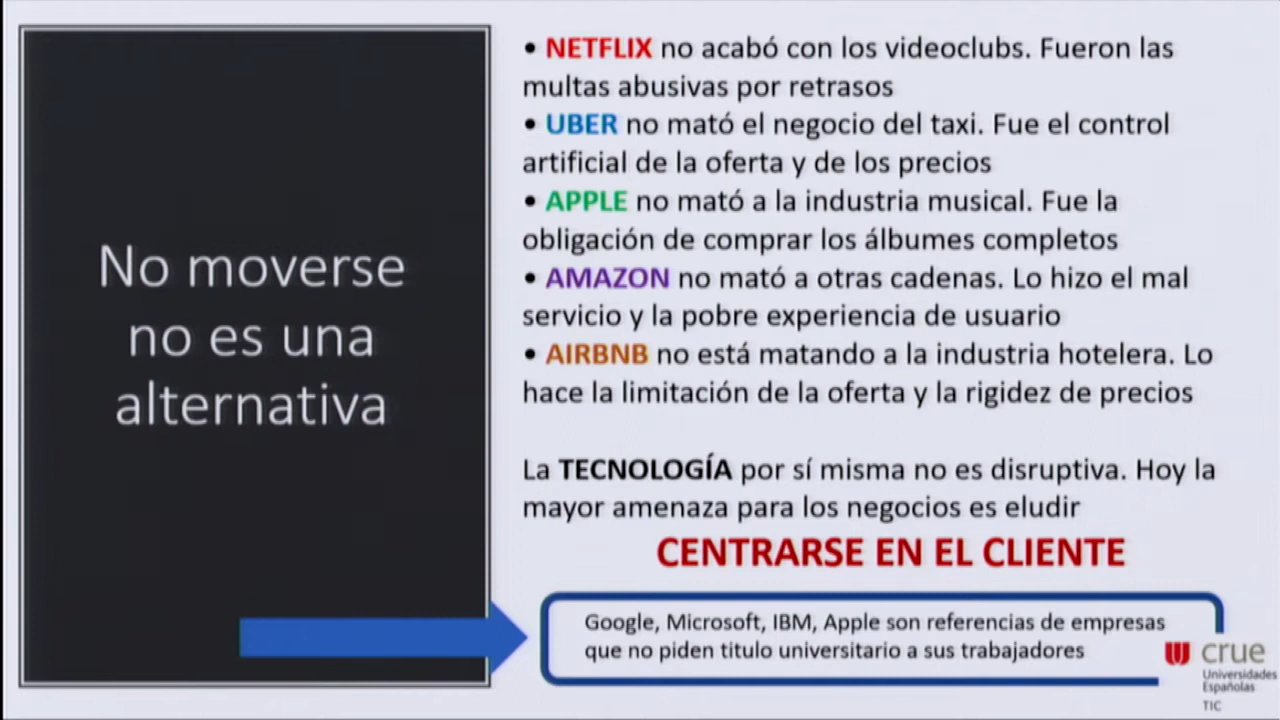 No moverse
no es una
alternativa
• NETFLIX no acabó con los videoclubs. Fueron las
multas abusivas por retrasos
• UBER no mató el negocio del taxi. Fue el control
artificial de la oferta y de los precios
• APPLE no mató a la industria musical. Fue la
obligación de comprar los álbumes completos
• AMAZON no mató a otras cadenas. Lo hizo el mal
servicio y la pobre experiencia de usuario
• AIRBNB no está matando a la industria hotelera. Lo
hace la limitación de la oferta y la rigidez de precios
La TECNOLOGÍA por sí misma no es disruptiva. Hoy la
mayor amenaza para los negocios es eludir
CENTRARSE EN EL CLIENTE
Google, Microsoft, IBM, Apple son referencias de empresas
que no piden titulo universitario a sus trabajadores
crue
Universidades
Españolas
TIC